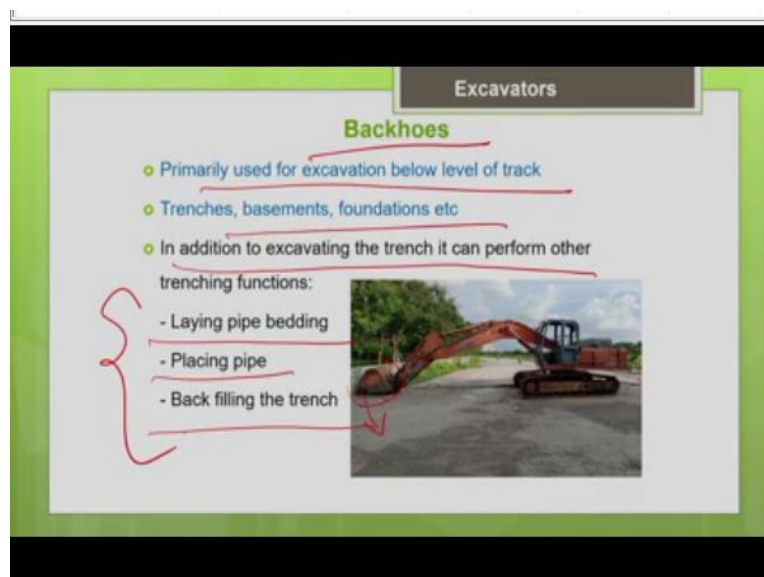 Excavators
Backhoes
Primarily used for excavation below level of track
Trenches, basements, foundations etc
In addition to excavating the trench it can perform other
trenching functions:
- Laying pipe bedding
- Placing pipe
- Back filling the trench